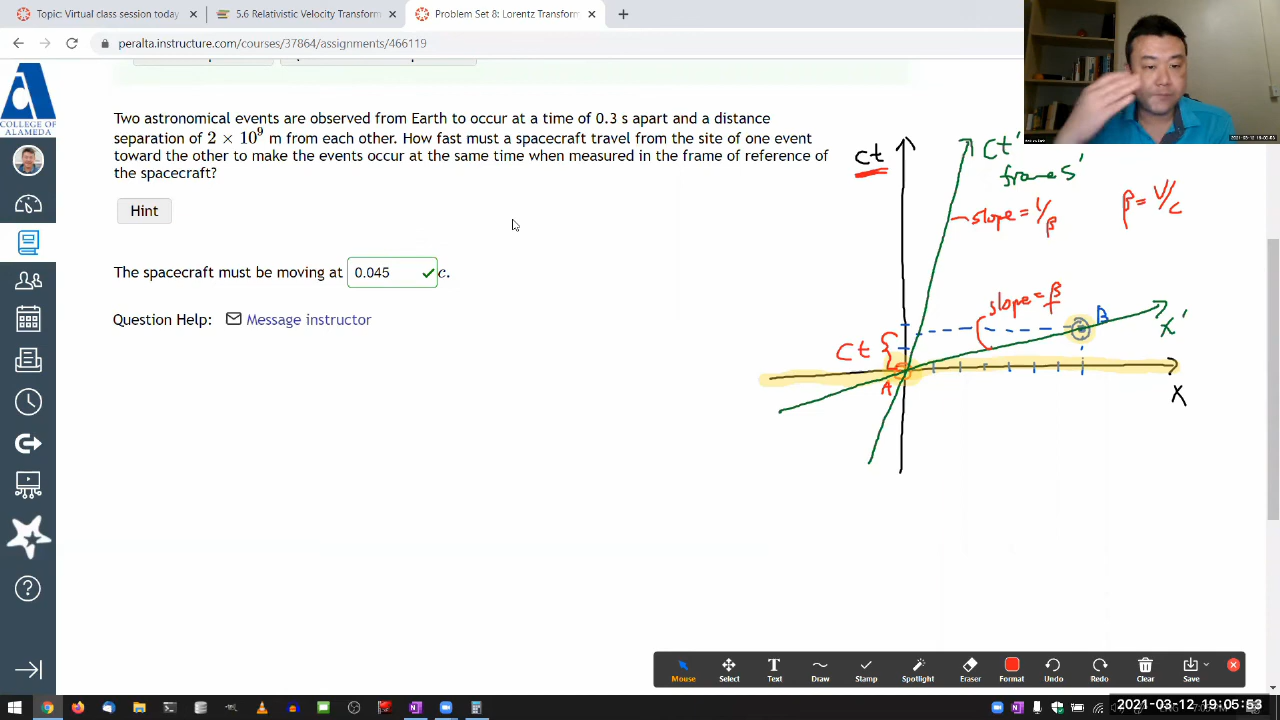 Topic: Virtual class session today
5.6 Relativistic Velocity Transform
Problem Set 8: Lorentz Transform
peralta.instructure.com/courses/37864/assignments/466119
COLLEGE OF
ALAMEDA
Two astronomical events are observed from Earth to occur at a time of 0.3 s apart and a distance
separation of 2 × 10⁹ m from each other. How fast must a spacecraft travel from the site of one event
toward the other to make the events occur at the same time when measured in the frame of reference of
the spacecraft?
Hint
The spacecraft must be moving at 0.045 c.
Question Help: Message instructor
ct
ct'
frame s'
slope = 1/β
β = v/c
slope = β
B
x'
ct
A
x
Mouse
Select
Text
Draw
Stamp
Spotlight
Eraser
Format
Undo
Redo
Clear
Save
2021-03-12 19:05:53